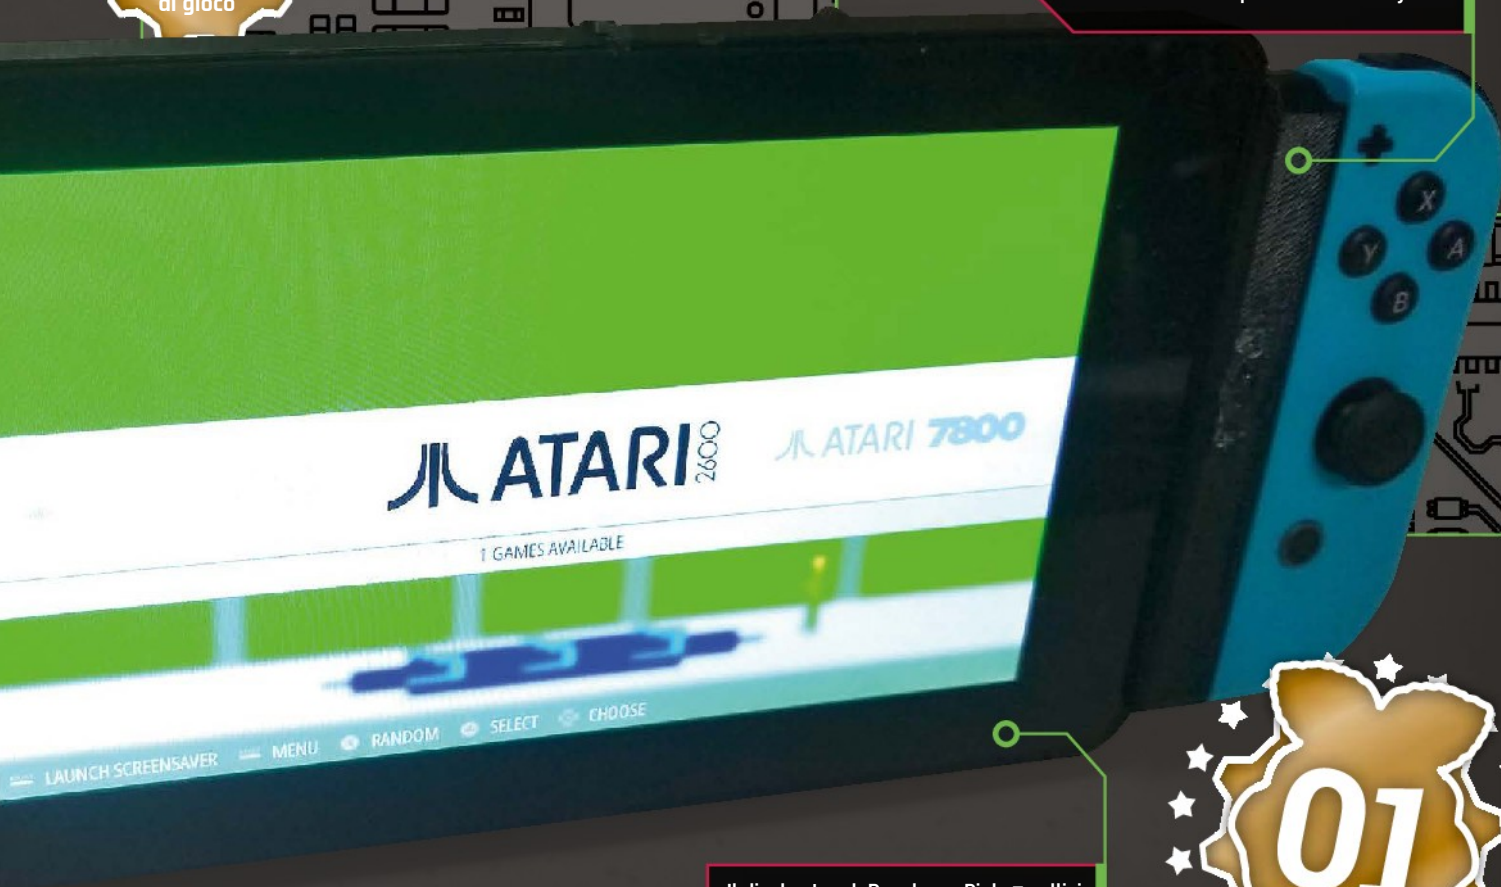 di gioco
X
Y
A
B
ATARI 2600
ATARI 7800
1 GAMES AVAILABLE
LAUNCH SCREENSAVER MENU RANDOM SELECT CHOOSE
01